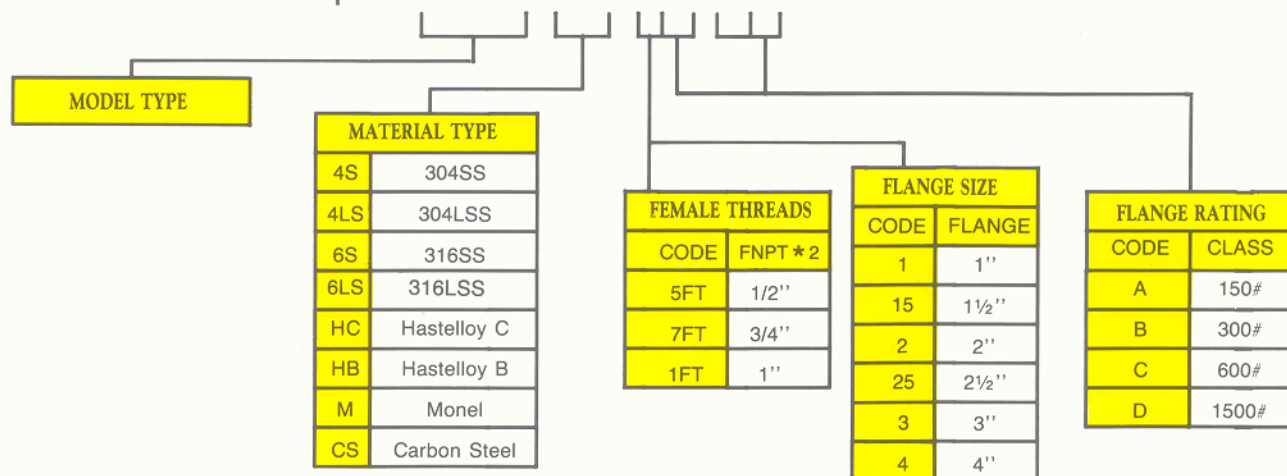 MODEL TYPE
MATERIAL TYPE
4S 304SS
4LS 304LSS
6S 316SS
6LS 316LSS
HC Hastelloy C
HB Hastelloy B
M Monel
CS Carbon Steel
FEMALE THREADS
CODE FNPT*2
5FT 1/2''
7FT 3/4''
1FT 1''
FLANGE SIZE
CODE FLANGE
1 1''
15 1½''
2 2''
25 2½''
3 3''
4 4''
FLANGE RATING
CODE CLASS
A 150#
B 300#
C 600#
D 1500#